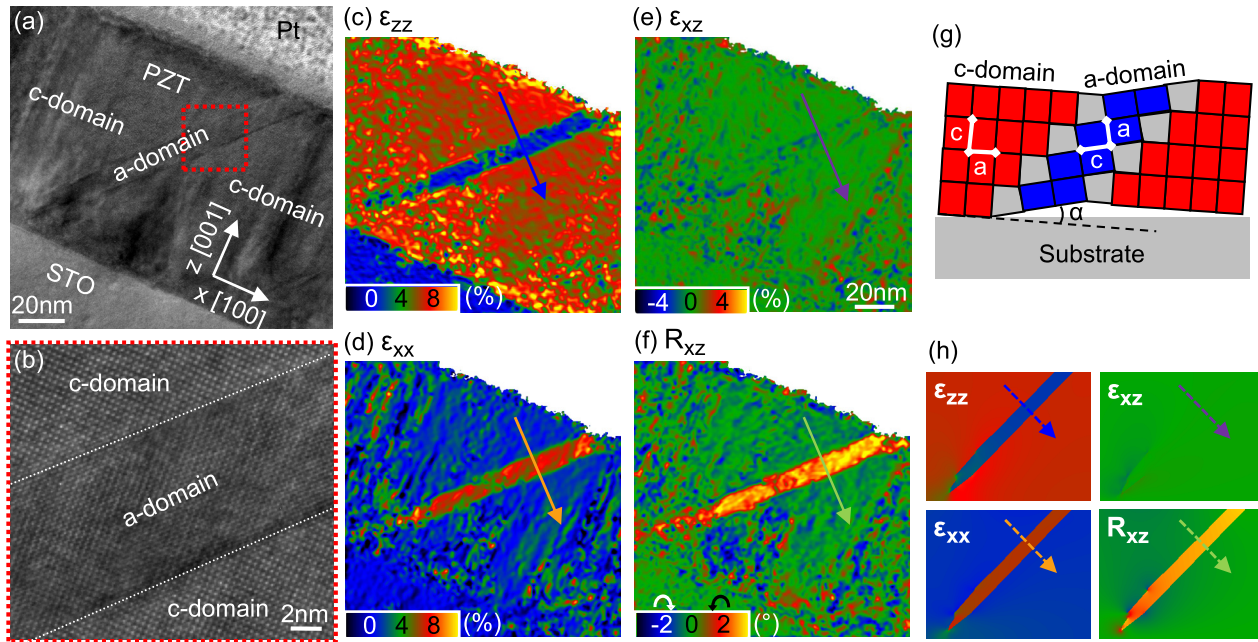 (a)
Pt
PZT
c-domain
a-domain
c-domain
z [001]
x [100]
STO
20nm
(b)
c-domain
a-domain
c-domain
2nm
(c) εzz
0 4 8 (%)
(d) εxx
0 4 8 (%)
(e) εxz
-4 0 4 (%)
20nm
(f) Rxz
-2 0 2 (°)
(g)
c-domain
a-domain
c
a
a
c
α
Substrate
(h)
εzz
εxz
εxx
Rxz